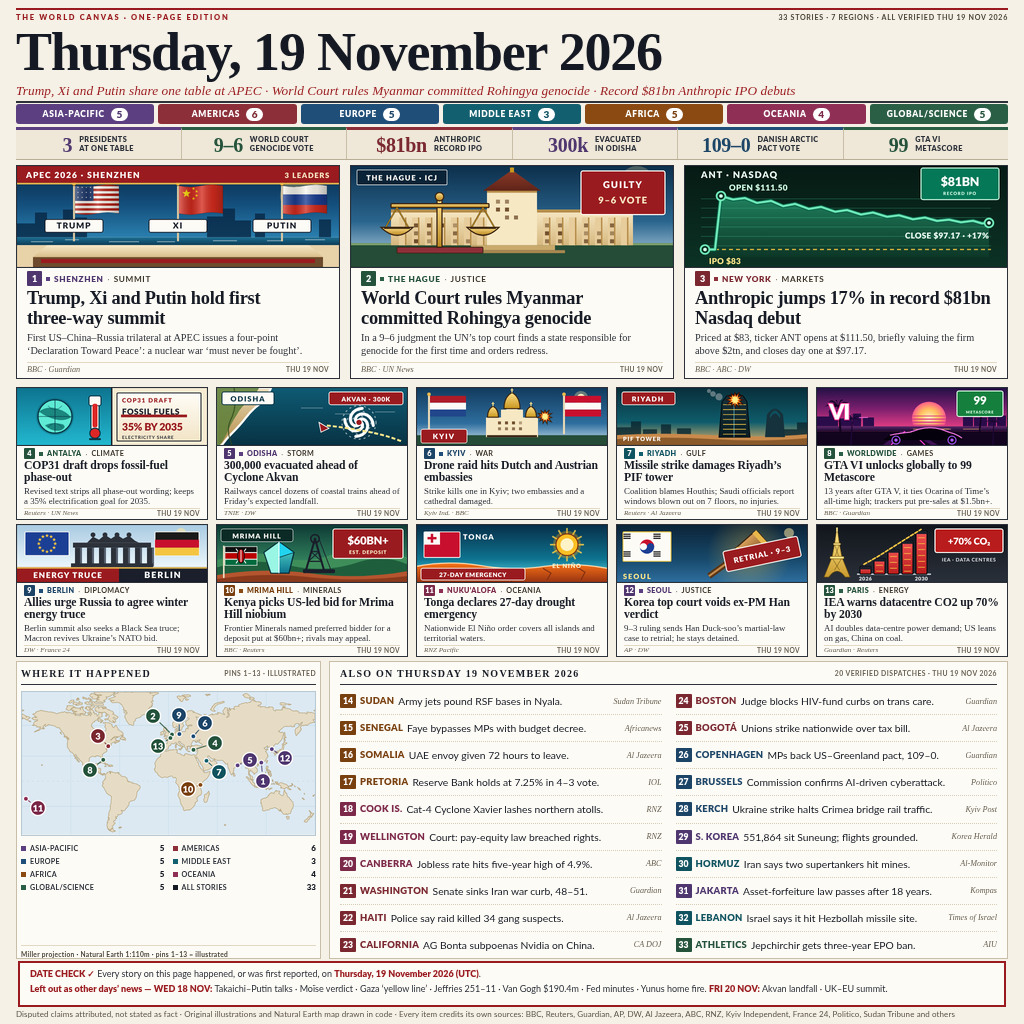 THE WORLD CANVAS · ONE-PAGE EDITION
33 STORIES · 7 REGIONS · ALL VERIFIED THU 19 NOV 2026
Thursday, 19 November 2026
Trump, Xi and Putin share one table at APEC · World Court rules Myanmar committed Rohingya genocide · Record $81bn Anthropic IPO debuts
ASIA-PACIFIC 5
AMERICAS 6
EUROPE 5
MIDDLE EAST 3
AFRICA 5
OCEANIA 4
GLOBAL/SCIENCE 5
3 PRESIDENTS
AT ONE TABLE
9–6 WORLD COURT
GENOCIDE VOTE
$81bn ANTHROPIC
RECORD IPO
300k EVACUATED
IN ODISHA
109–0 DANISH ARCTIC
PACT VOTE
99 GTA VI
METASCORE
APEC 2026 · SHENZHEN
3 LEADERS
TRUMP
XI
PUTIN
1 SHENZHEN · SUMMIT
Trump, Xi and Putin hold first
three-way summit
First US–China–Russia trilateral at APEC issues a four-point
‘Declaration Toward Peace’: a nuclear war ‘must never be fought’.
BBC · Guardian
THU 19 NOV
THE HAGUE · ICJ
GUILTY
9–6 VOTE
2 THE HAGUE · JUSTICE
World Court rules Myanmar
committed Rohingya genocide
In a 9–6 judgment the UN’s top court finds a state responsible for
genocide for the first time and orders redress.
BBC · UN News
THU 19 NOV
ANT · NASDAQ
OPEN $111.50
$81BN
RECORD IPO
CLOSE $97.17 · +17%
IPO $83
3 NEW YORK · MARKETS
Anthropic jumps 17% in record $81bn
Nasdaq debut
Priced at $83, ticker ANT opens at $111.50, briefly valuing the firm
above $2tn, and closes day one at $97.17.
BBC · ABC · DW
THU 19 NOV
COP31 DRAFT
FOSSIL FUELS
35% BY 2035
ELECTRICITY SHARE
4 ANTALYA · CLIMATE
COP31 draft drops fossil-fuel
phase-out
Revised text strips all phase-out wording; keeps
a 35% electrification goal for 2035.
Reuters · UN News
THU 19 NOV
ODISHA
AKVAN · 300K
5 ODISHA · STORM
300,000 evacuated ahead of
Cyclone Akvan
Railways cancel dozens of coastal trains ahead of
Friday’s expected landfall.
TNIE · DW
THU 19 NOV
KYIV
6 KYIV · WAR
Drone raid hits Dutch and Austrian
embassies
Strike kills one in Kyiv; two embassies and a
cathedral damaged.
Kyiv Ind. · BBC
THU 19 NOV
RIYADH
PIF TOWER
7 RIYADH · GULF
Missile strike damages Riyadh’s
PIF tower
Coalition blames Houthis; Saudi officials report
windows blown out on 7 floors, no injuries.
Reuters · Al Jazeera
THU 19 NOV
VI
99
METASCORE
8 WORLDWIDE · GAMES
GTA VI unlocks globally to 99
Metascore
13 years after GTA V, it ties Ocarina of Time’s
all-time high; trackers put pre-sales at $1.5bn+.
BBC · Guardian
THU 19 NOV
ENERGY TRUCE
BERLIN
9 BERLIN · DIPLOMACY
Allies urge Russia to agree winter
energy truce
Berlin summit also seeks a Black Sea truce;
Macron revives Ukraine’s NATO bid.
DW · France 24
THU 19 NOV
MRIMA HILL
$60BN+
EST. DEPOSIT
10 MRIMA HILL · MINERALS
Kenya picks US-led bid for Mrima
Hill niobium
Frontier Minerals named preferred bidder for a
deposit put at $60bn+; rivals may appeal.
BBC · Reuters
THU 19 NOV
TONGA
EL NIÑO
27-DAY EMERGENCY
11 NUKU'ALOFA · OCEANIA
Tonga declares 27-day drought
emergency
Nationwide El Niño order covers all islands and
territorial waters.
RNZ Pacific
THU 19 NOV
SEOUL
RETRIAL · 9–3
12 SEOUL · JUSTICE
Korea top court voids ex-PM Han
verdict
9–3 ruling sends Han Duck-soo’s martial-law
case to retrial; he stays detained.
AP · DW
THU 19 NOV
+70% CO₂
IEA · DATA CENTRES
2026
2030
13 PARIS · ENERGY
IEA warns datacentre CO2 up 70%
by 2030
AI doubles data-centre power demand; US leans
on gas, China on coal.
Guardian · Reuters
THU 19 NOV
WHERE IT HAPPENED
PINS 1–13 · ILLUSTRATED
2
9
6
3
13
4
5
12
8
7
1
10
11
ASIA-PACIFIC 5
AMERICAS 6
EUROPE 5
MIDDLE EAST 3
AFRICA 5
OCEANIA 4
GLOBAL/SCIENCE 5
ALL STORIES 33
Miller projection · Natural Earth 1:110m · pins 1–13 = illustrated
ALSO ON THURSDAY 19 NOVEMBER 2026
20 VERIFIED DISPATCHES · THU 19 NOV 2026
14 SUDAN Army jets pound RSF bases in Nyala. Sudan Tribune
15 SENEGAL Faye bypasses MPs with budget decree. Africanews
16 SOMALIA UAE envoy given 72 hours to leave. Al Jazeera
17 PRETORIA Reserve Bank holds at 7.25% in 4–3 vote. IOL
18 COOK IS. Cat-4 Cyclone Xavier lashes northern atolls. RNZ
19 WELLINGTON Court: pay-equity law breached rights. RNZ
20 CANBERRA Jobless rate hits five-year high of 4.9%. ABC
21 WASHINGTON Senate sinks Iran war curb, 48–51. Guardian
22 HAITI Police say raid killed 34 gang suspects. Al Jazeera
23 CALIFORNIA AG Bonta subpoenas Nvidia on China. CA DOJ
24 BOSTON Judge blocks HIV-fund curbs on trans care. Guardian
25 BOGOTÁ Unions strike nationwide over tax bill. Al Jazeera
26 COPENHAGEN MPs back US–Greenland pact, 109–0. Guardian
27 BRUSSELS Commission confirms AI-driven cyberattack. Politico
28 KERCH Ukraine strike halts Crimea bridge rail traffic. Kyiv Post
29 S. KOREA 551,864 sit Suneung; flights grounded. Korea Herald
30 HORMUZ Iran says two supertankers hit mines. Al-Monitor
31 JAKARTA Asset-forfeiture law passes after 18 years. Kompas
32 LEBANON Israel says it hit Hezbollah missile site. Times of Israel
33 ATHLETICS Jepchirchir gets three-year EPO ban. AIU
DATE CHECK ✓ Every story on this page happened, or was first reported, on Thursday, 19 November 2026 (UTC).
Left out as other days' news — WED 18 NOV: Takaichi–Putin talks · Moïse verdict · Gaza ‘yellow line’ · Jeffries 251–11 · Van Gogh $190.4m · Fed minutes · Yunus home fire. FRI 20 NOV: Akvan landfall · UK–EU summit.
Disputed claims attributed, not stated as fact · Original illustrations and Natural Earth map drawn in code · Every item credits its own sources: BBC, Reuters, Guardian, AP, DW, Al Jazeera, ABC, RNZ, Kyiv Independent, France 24, Politico, Sudan Tribune and others